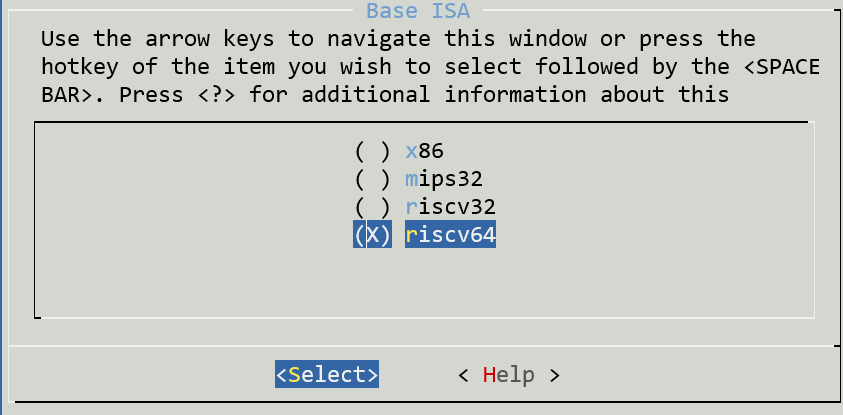 Base ISA
Use the arrow keys to navigate this window or press the
hotkey of the item you wish to select followed by the <SPACE
BAR>. Press <?> for additional information about this
( ) x86
( ) mips32
( ) riscv32
(X) riscv64
<Select> < Help >